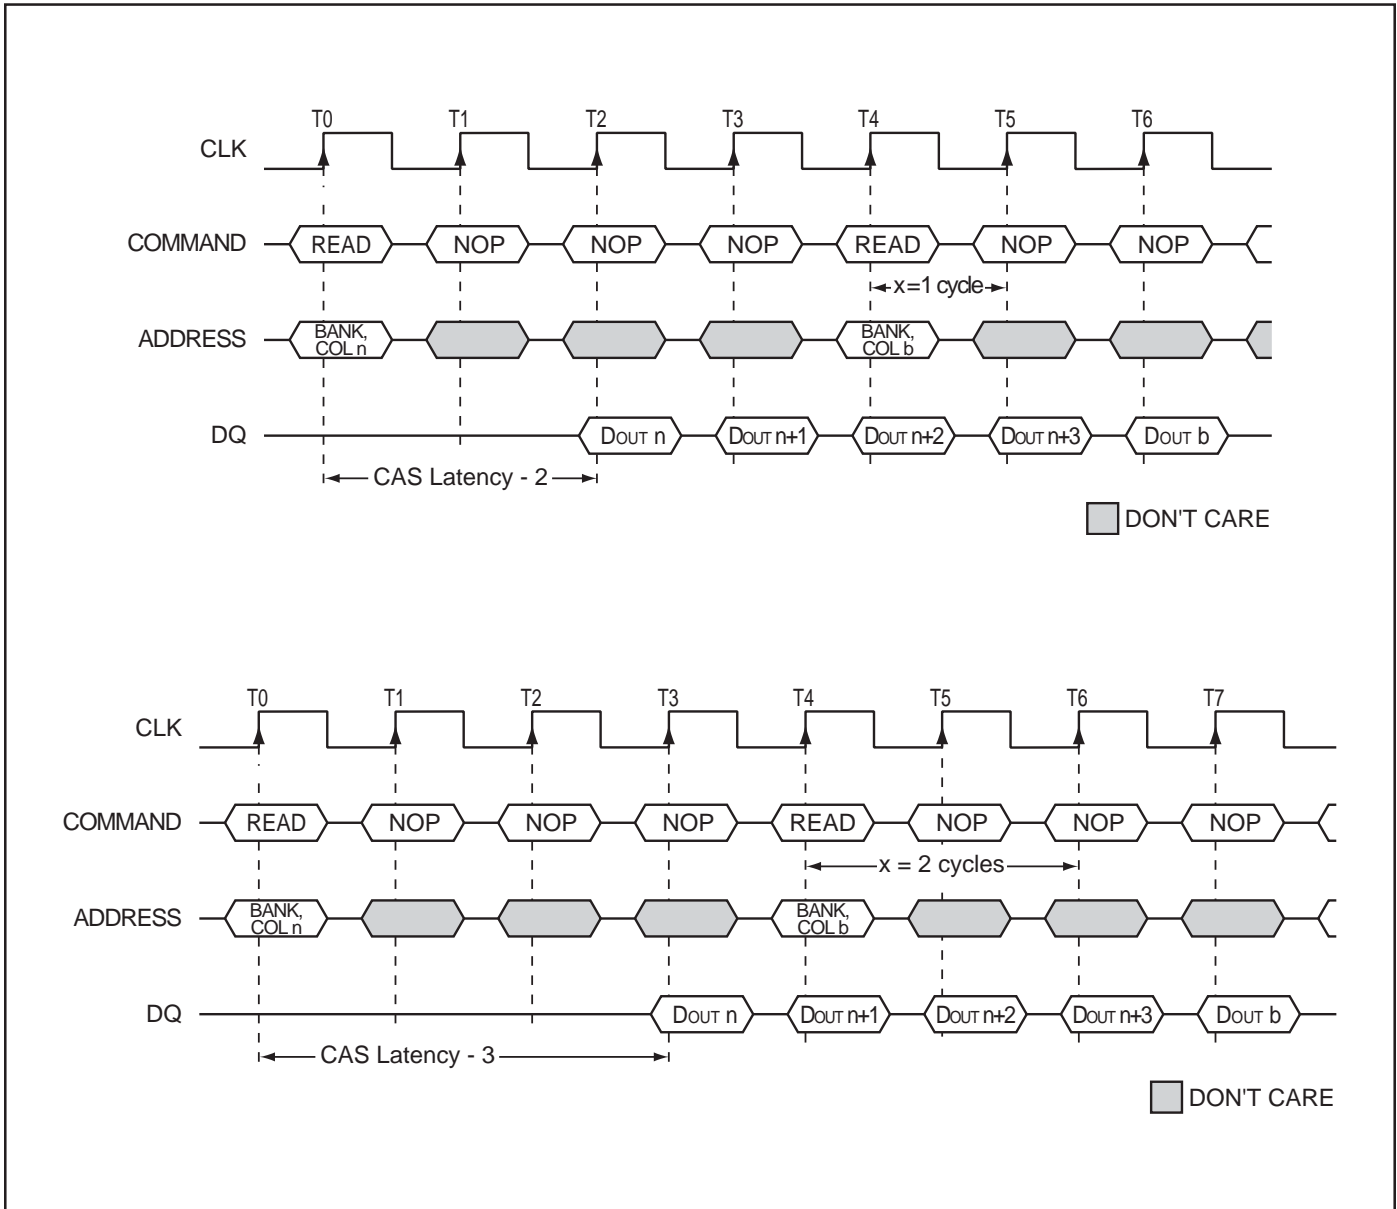 T0 T1 T2 T3 T4 T5 T6
CLK
COMMAND READ NOP NOP NOP READ NOP NOP
x=1 cycle
ADDRESS BANK, COL n BANK, COL b
DQ DOUT n DOUT n+1 DOUT n+2 DOUT n+3 DOUT b
CAS Latency - 2
DON'T CARE
T0 T1 T2 T3 T4 T5 T6 T7
CLK
COMMAND READ NOP NOP NOP READ NOP NOP NOP
x = 2 cycles
ADDRESS BANK, COL n BANK, COL b
DQ DOUT n DOUT n+1 DOUT n+2 DOUT n+3 DOUT b
CAS Latency - 3
DON'T CARE